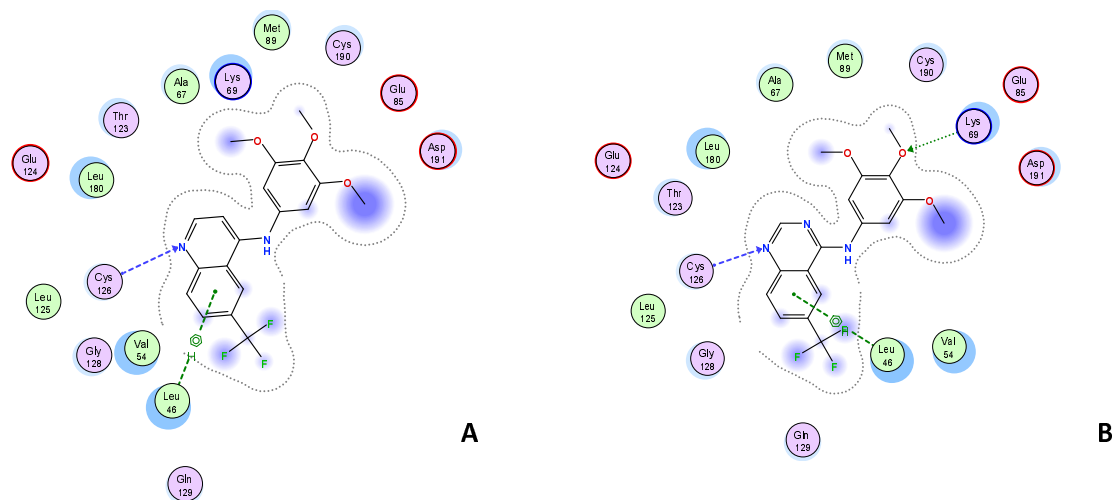 Met
89
Cys
190
Lys
69
Ala
67
Glu
85
Thr
123
Asp
191
Glu
124
Leu
180
O
O
O
N
N
H
Cys
126
Leu
125
Gly
128
Val
54
H
F
F
F
Leu
46
Gln
129
A
Met
89
Cys
190
Ala
67
Glu
85
Lys
69
Leu
180
Glu
124
Asp
191
Thr
123
O
O
O
N
N
N
H
Cys
126
Leu
125
Gly
128
H
F
F
F
Leu
46
Val
54
Gln
129
B